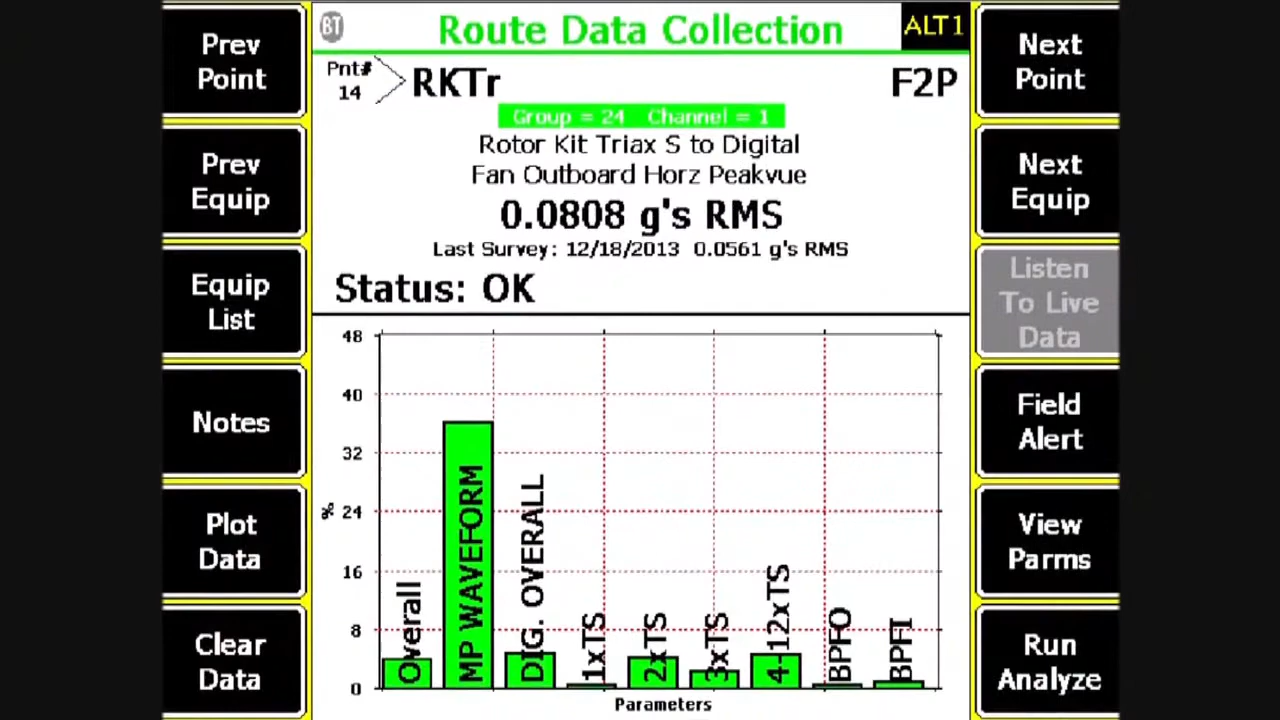 BT
Route Data Collection
ALT1
Prev
Point
Prev
Equip
Equip
List
Notes
Plot
Data
Clear
Data
Pnt#
14
RKTr
F2P
Group = 24 Channel = 1
Rotor Kit Triax S to Digital
Fan Outboard Horz Peakvue
0.0808 g's RMS
Last Survey: 12/18/2013 0.0561 g's RMS
Status: OK
48
40
32
24
16
8
0
%
Overall
MP WAVEFORM
DIG. OVERALL
1xTS
2xTS
3xTS
4-12xTS
BPFO
BPFI
Parameters
Next
Point
Next
Equip
Listen
To Live
Data
Field
Alert
View
Parms
Run
Analyze